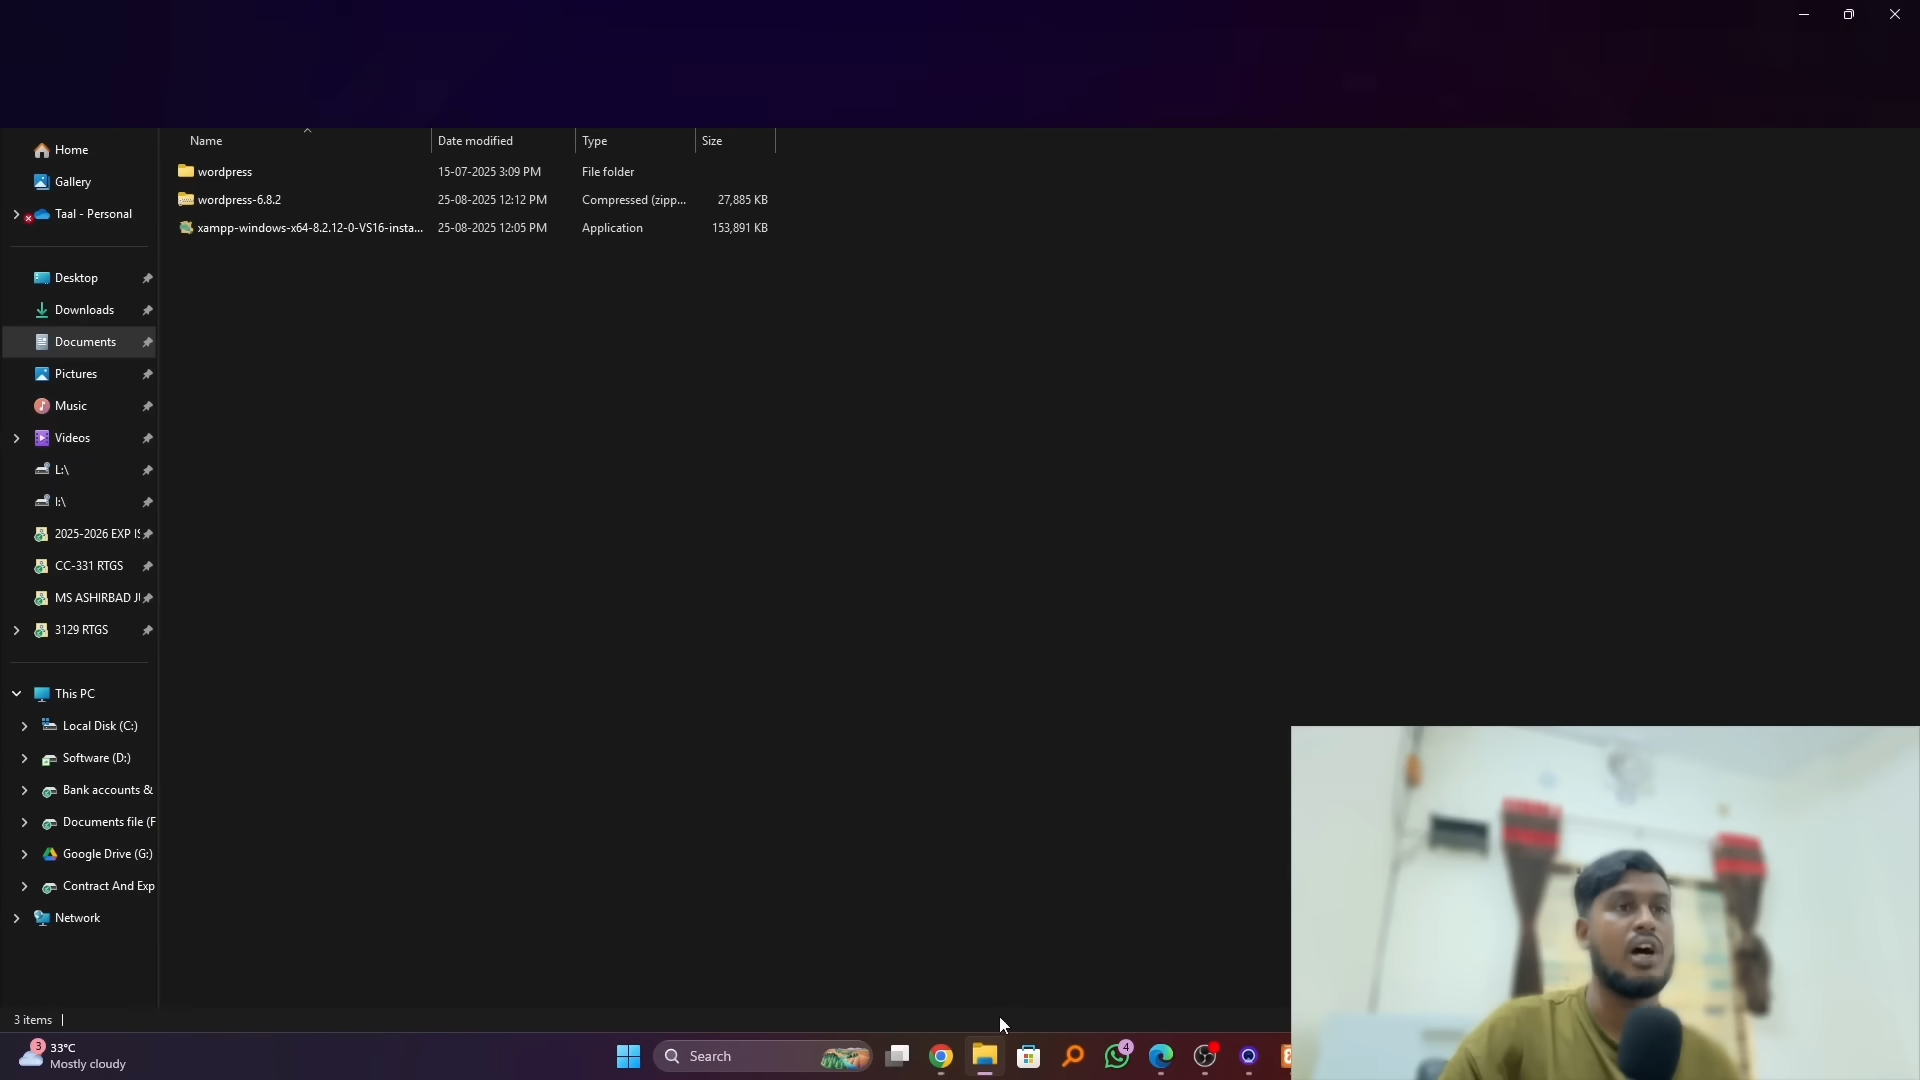 Name
Date modified
Type
Size
Home
Gallery
Taal - Personal
Desktop
Downloads
Documents
Pictures
Music
Videos
L:\
I:\
2025-2026 EXP IS
CC-331 RTGS
MS ASHIRBAD JU
3129 RTGS
This PC
Local Disk (C:)
Software (D:)
Bank accounts &
Documents file (F
Google Drive (G:)
Contract And Exp
Network
wordpress 15-07-2025 3:09 PM File folder
wordpress-6.8.2 25-08-2025 12:12 PM Compressed (zipp... 27,885 KB
xampp-windows-x64-8.2.12-0-VS16-insta... 25-08-2025 12:05 PM Application 153,891 KB
3 items
3
33°C
Mostly cloudy
Search
4